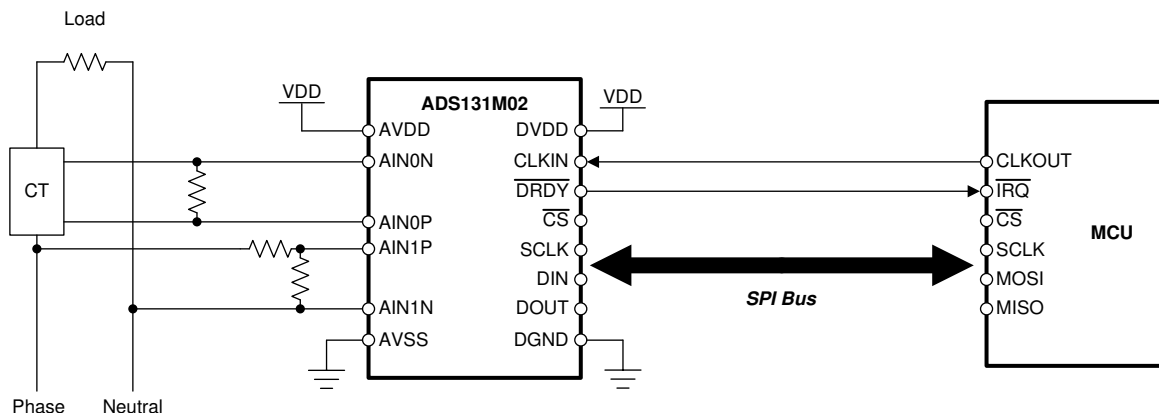 Load
VDD
ADS131M02
VDD
AVDD
DVDD
AIN0N
CLKIN
CLKOUT
CT
DRDY
IRQ
AIN0P
CS
CS
MCU
AIN1P
SCLK
SCLK
DIN
MOSI
SPI Bus
AIN1N
DOUT
MISO
AVSS
DGND
Phase
Neutral